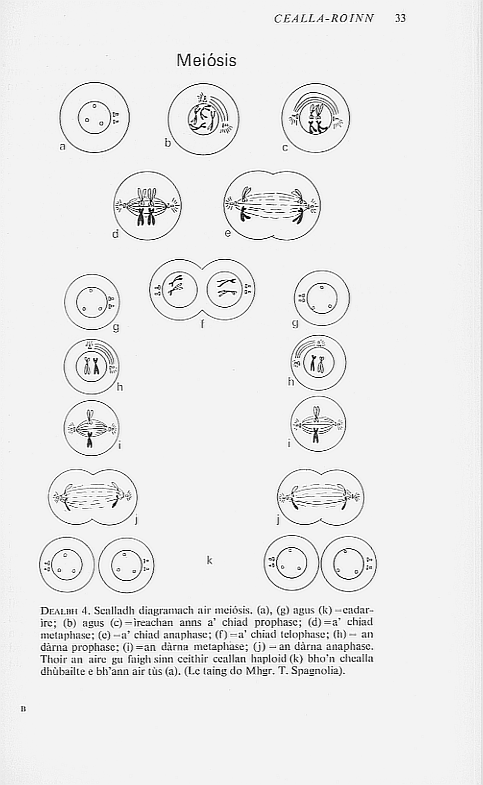 CEALLA-ROINN 33
Meiósis
a
b
c
d
e
f
g
g
h
h
i
i
j
j
k
DEALBH 4. Sealladh diagramach air meiósis. (a), (g) agus (k) = eadar-
ìre; (b) agus (c) = ìreachan anns a' chiad prophase; (d) = a' chiad
metaphase; (e) = a' chiad anaphase; (f) = a' chiad telophase; (h) = an
dàrna prophase; (i) = an dàrna metaphase; (j) = an dàrna anaphase.
Thoir an aire gu faigh sinn ceithir ceallan haploid (k) bho'n chealla
dhùbailte e bh'ann air tùs (a). (Le taing do Mhgr. T. Spagnolia).
B